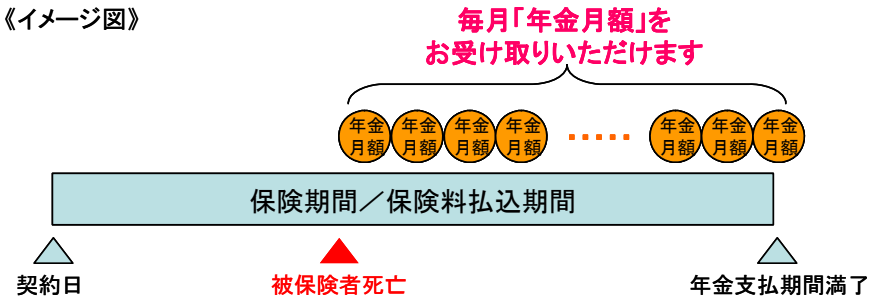 《イメージ図》
毎月「年金月額」を
お受け取りいただけます
年金 年金 年金 年金 ・・・・・ 年金 年金 年金
月額 月額 月額 月額 月額 月額 月額
保険期間／保険料払込期間
契約日 被保険者死亡 年金支払期間満了